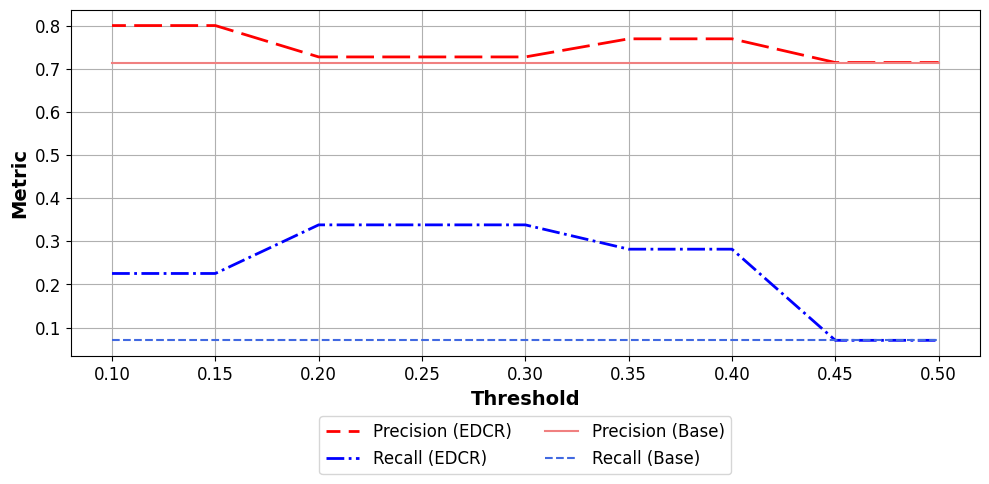 0.8
0.7
0.6
0.5
0.4
0.3
0.2
0.1
Metric
0.10 0.15 0.20 0.25 0.30 0.35 0.40 0.45 0.50
Threshold
Precision (EDCR) Precision (Base)
Recall (EDCR) Recall (Base)